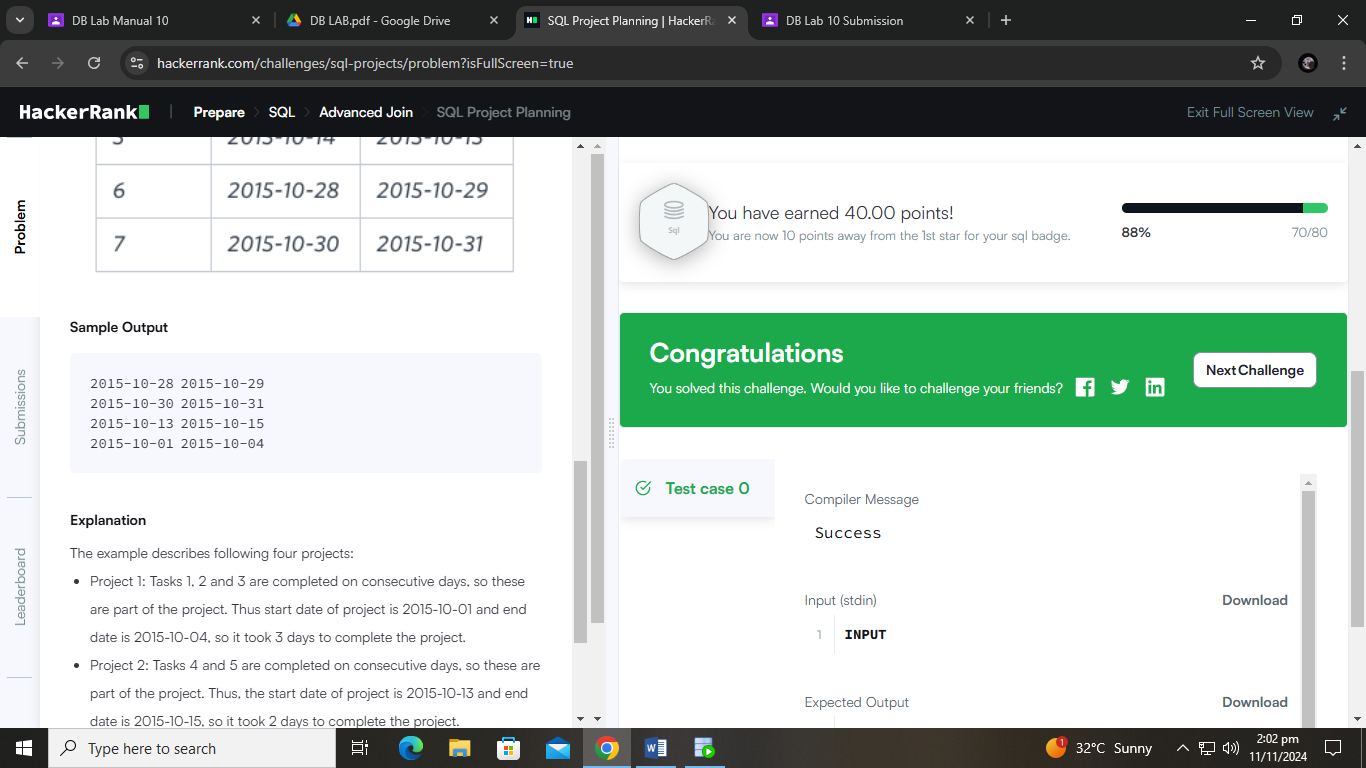 DB Lab Manual 10
DB LAB.pdf - Google Drive
SQL Project Planning | HackerRa
DB Lab 10 Submission
hackerrank.com/challenges/sql-projects/problem?isFullScreen=true
HackerRank
Prepare
SQL
Advanced Join
SQL Project Planning
Exit Full Screen View
Problem
Submissions
Leaderboard
5 2015-10-14 2015-10-15
6 2015-10-28 2015-10-29
7 2015-10-30 2015-10-31
Sample Output
2015-10-28 2015-10-29
2015-10-30 2015-10-31
2015-10-13 2015-10-15
2015-10-01 2015-10-04
Explanation
The example describes following four projects:
Project 1: Tasks 1, 2 and 3 are completed on consecutive days, so these
are part of the project. Thus start date of project is 2015-10-01 and end
date is 2015-10-04, so it took 3 days to complete the project.
Project 2: Tasks 4 and 5 are completed on consecutive days, so these are
part of the project. Thus, the start date of project is 2015-10-13 and end
date is 2015-10-15, so it took 2 days to complete the project.
Sql
You have earned 40.00 points!
You are now 10 points away from the 1st star for your sql badge.
88%
70/80
Congratulations
You solved this challenge. Would you like to challenge your friends?
Next Challenge
Test case 0
Compiler Message
Success
Input (stdin)
Download
1 INPUT
Expected Output
Download
Type here to search
1
32°C Sunny
2:02 pm
11/11/2024